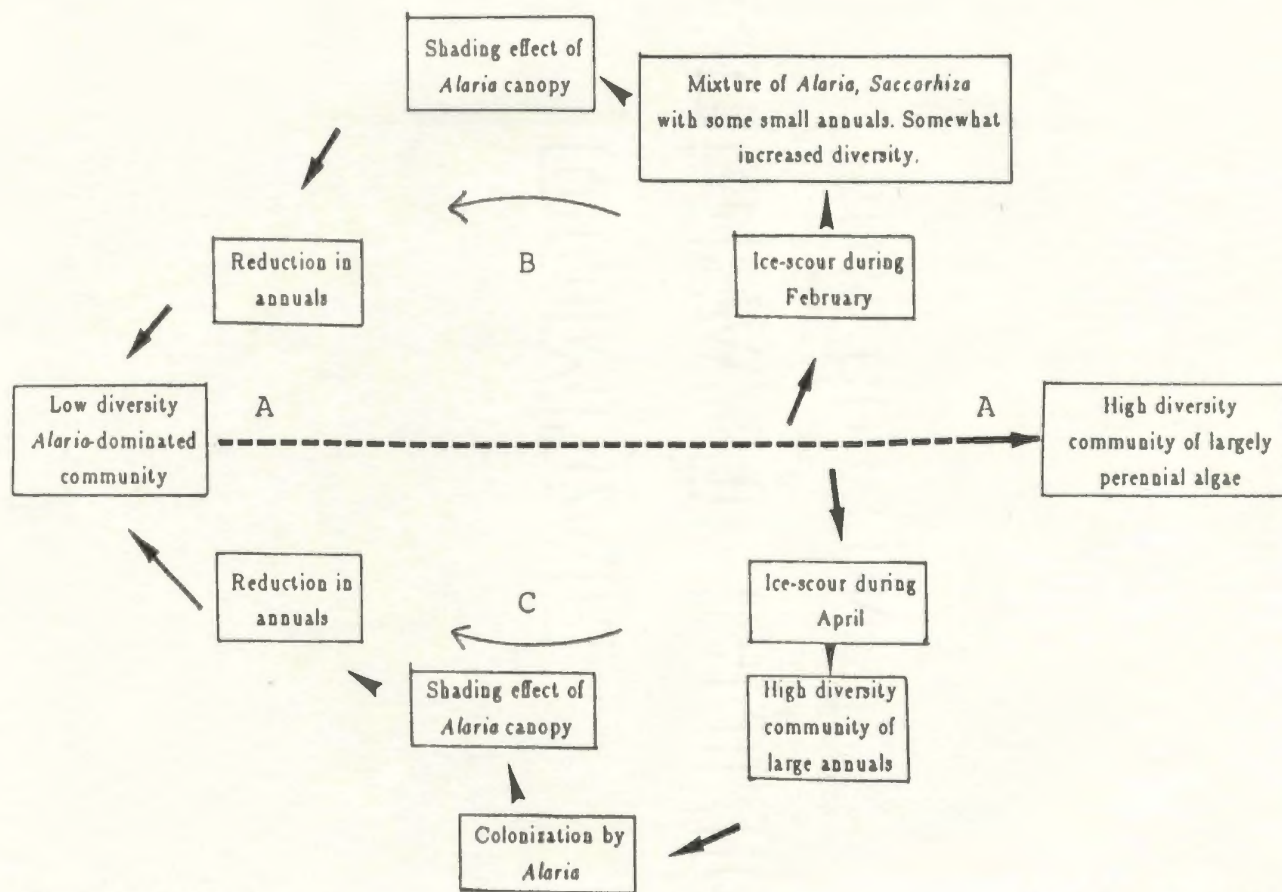 Shading effect of
Alaria canopy
Mixture of Alaria, Saccorhiza
with some small annuals. Somewhat
increased diversity.
Reduction in
annuals
B
Ice-scour during
February
Low diversity
Alaria-dominated
community
A
A
High diversity
community of largely
perennial algae
Reduction in
annuals
C
Ice-scour during
April
Shading effect of
Alaria canopy
High diversity
community of
large annuals
Colonization by
Alaria